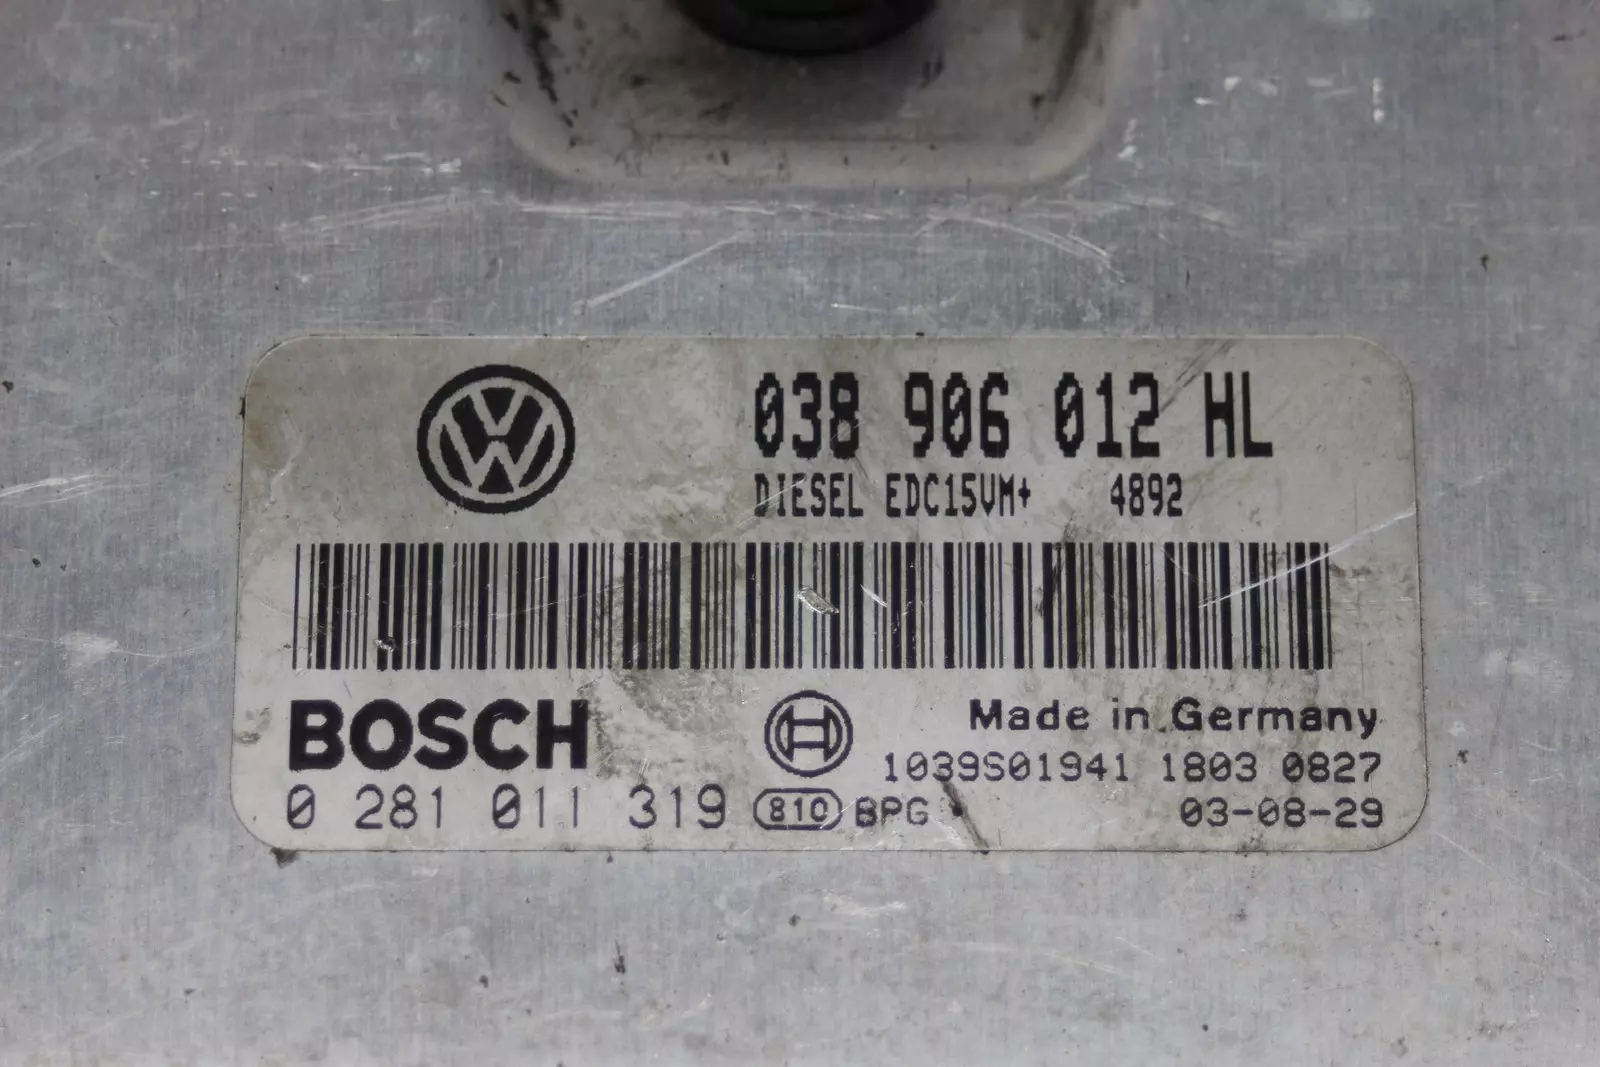 038 906 012 HL
DIESEL EDC15VM+ 4892
BOSCH
Made in Germany
1039S01941 1803 0827
0 281 011 319 810 BPG 03-08-29